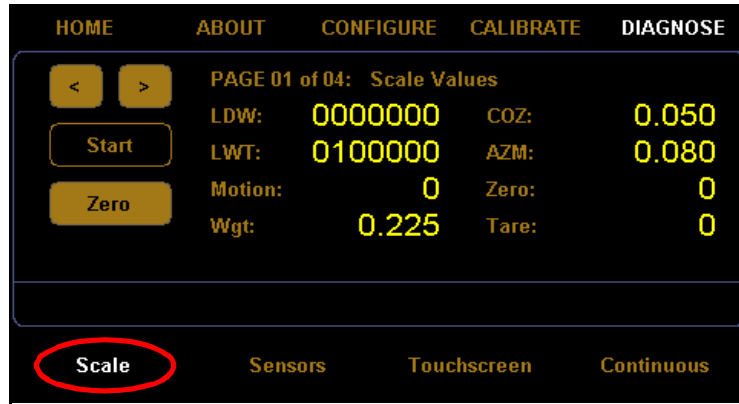 HOME ABOUT CONFIGURE CALIBRATE DIAGNOSE
< > PAGE 01 of 04: Scale Values
LDW: 0000000 COZ: 0.050
Start LWT: 0100000 AZM: 0.080
Zero Motion: 0 Zero: 0
Wgt: 0.225 Tare: 0
Scale Sensors Touchscreen Continuous